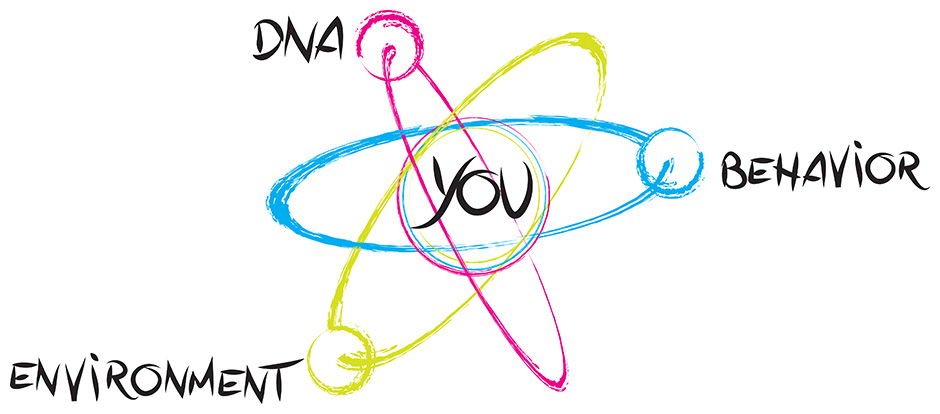 DNA
YOU
BEHAVIOR
ENVIRONMENT